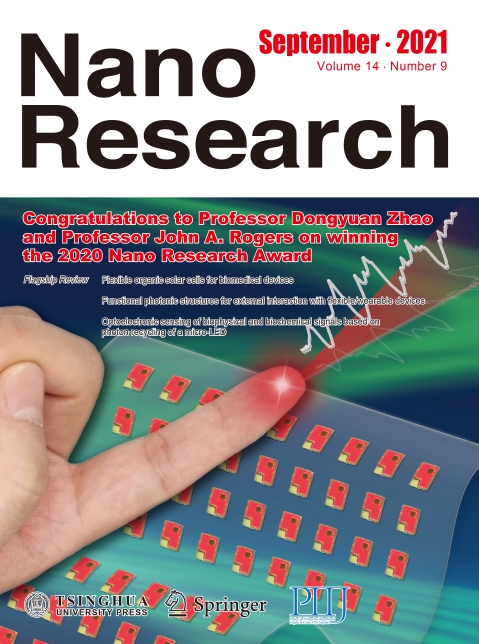 September · 2021
Volume 14 · Number 9
Nano
Research
Congratulations to Professor Dongyuan Zhao
and Professor John A. Rogers on winning
the 2020 Nano Research Award
Flagship Review
Flexible organic solar cells for biomedical devices
Functional photonic structures for external interaction with flexible/wearable devices
Optoelectronic sensing of biophysical and biochemical signals based on
photon recycling of a micro-LED
TSINGHUA
UNIVERSITY PRESS
Springer